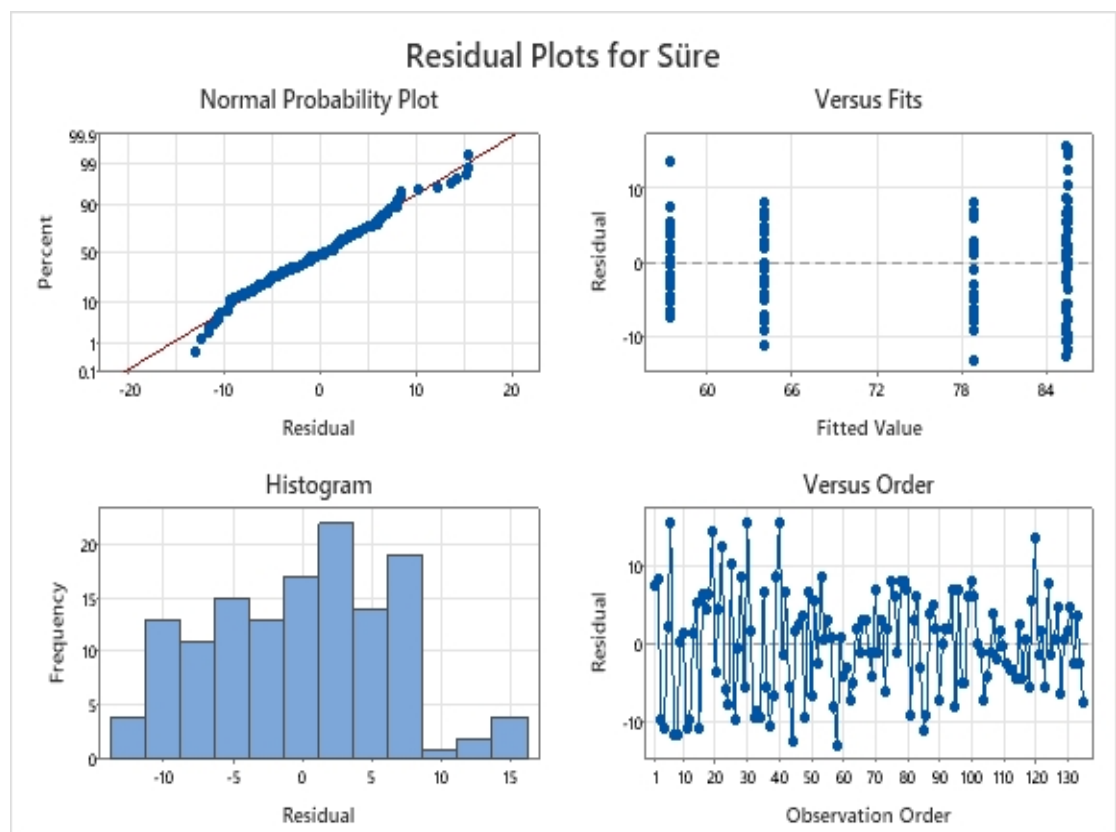 Residual Plots for Süre
Normal Probability Plot
99.9
99
90
50
10
1
0.1
Percent
-20 -10 0 10 20
Residual
Versus Fits
10
0
-10
Residual
60 66 72 78 84
Fitted Value
Histogram
20
15
10
5
0
Frequency
-10 -5 0 5 10 15
Residual
Versus Order
10
0
-10
Residual
1 10 20 30 40 50 60 70 80 90 100 110 120 130
Observation Order